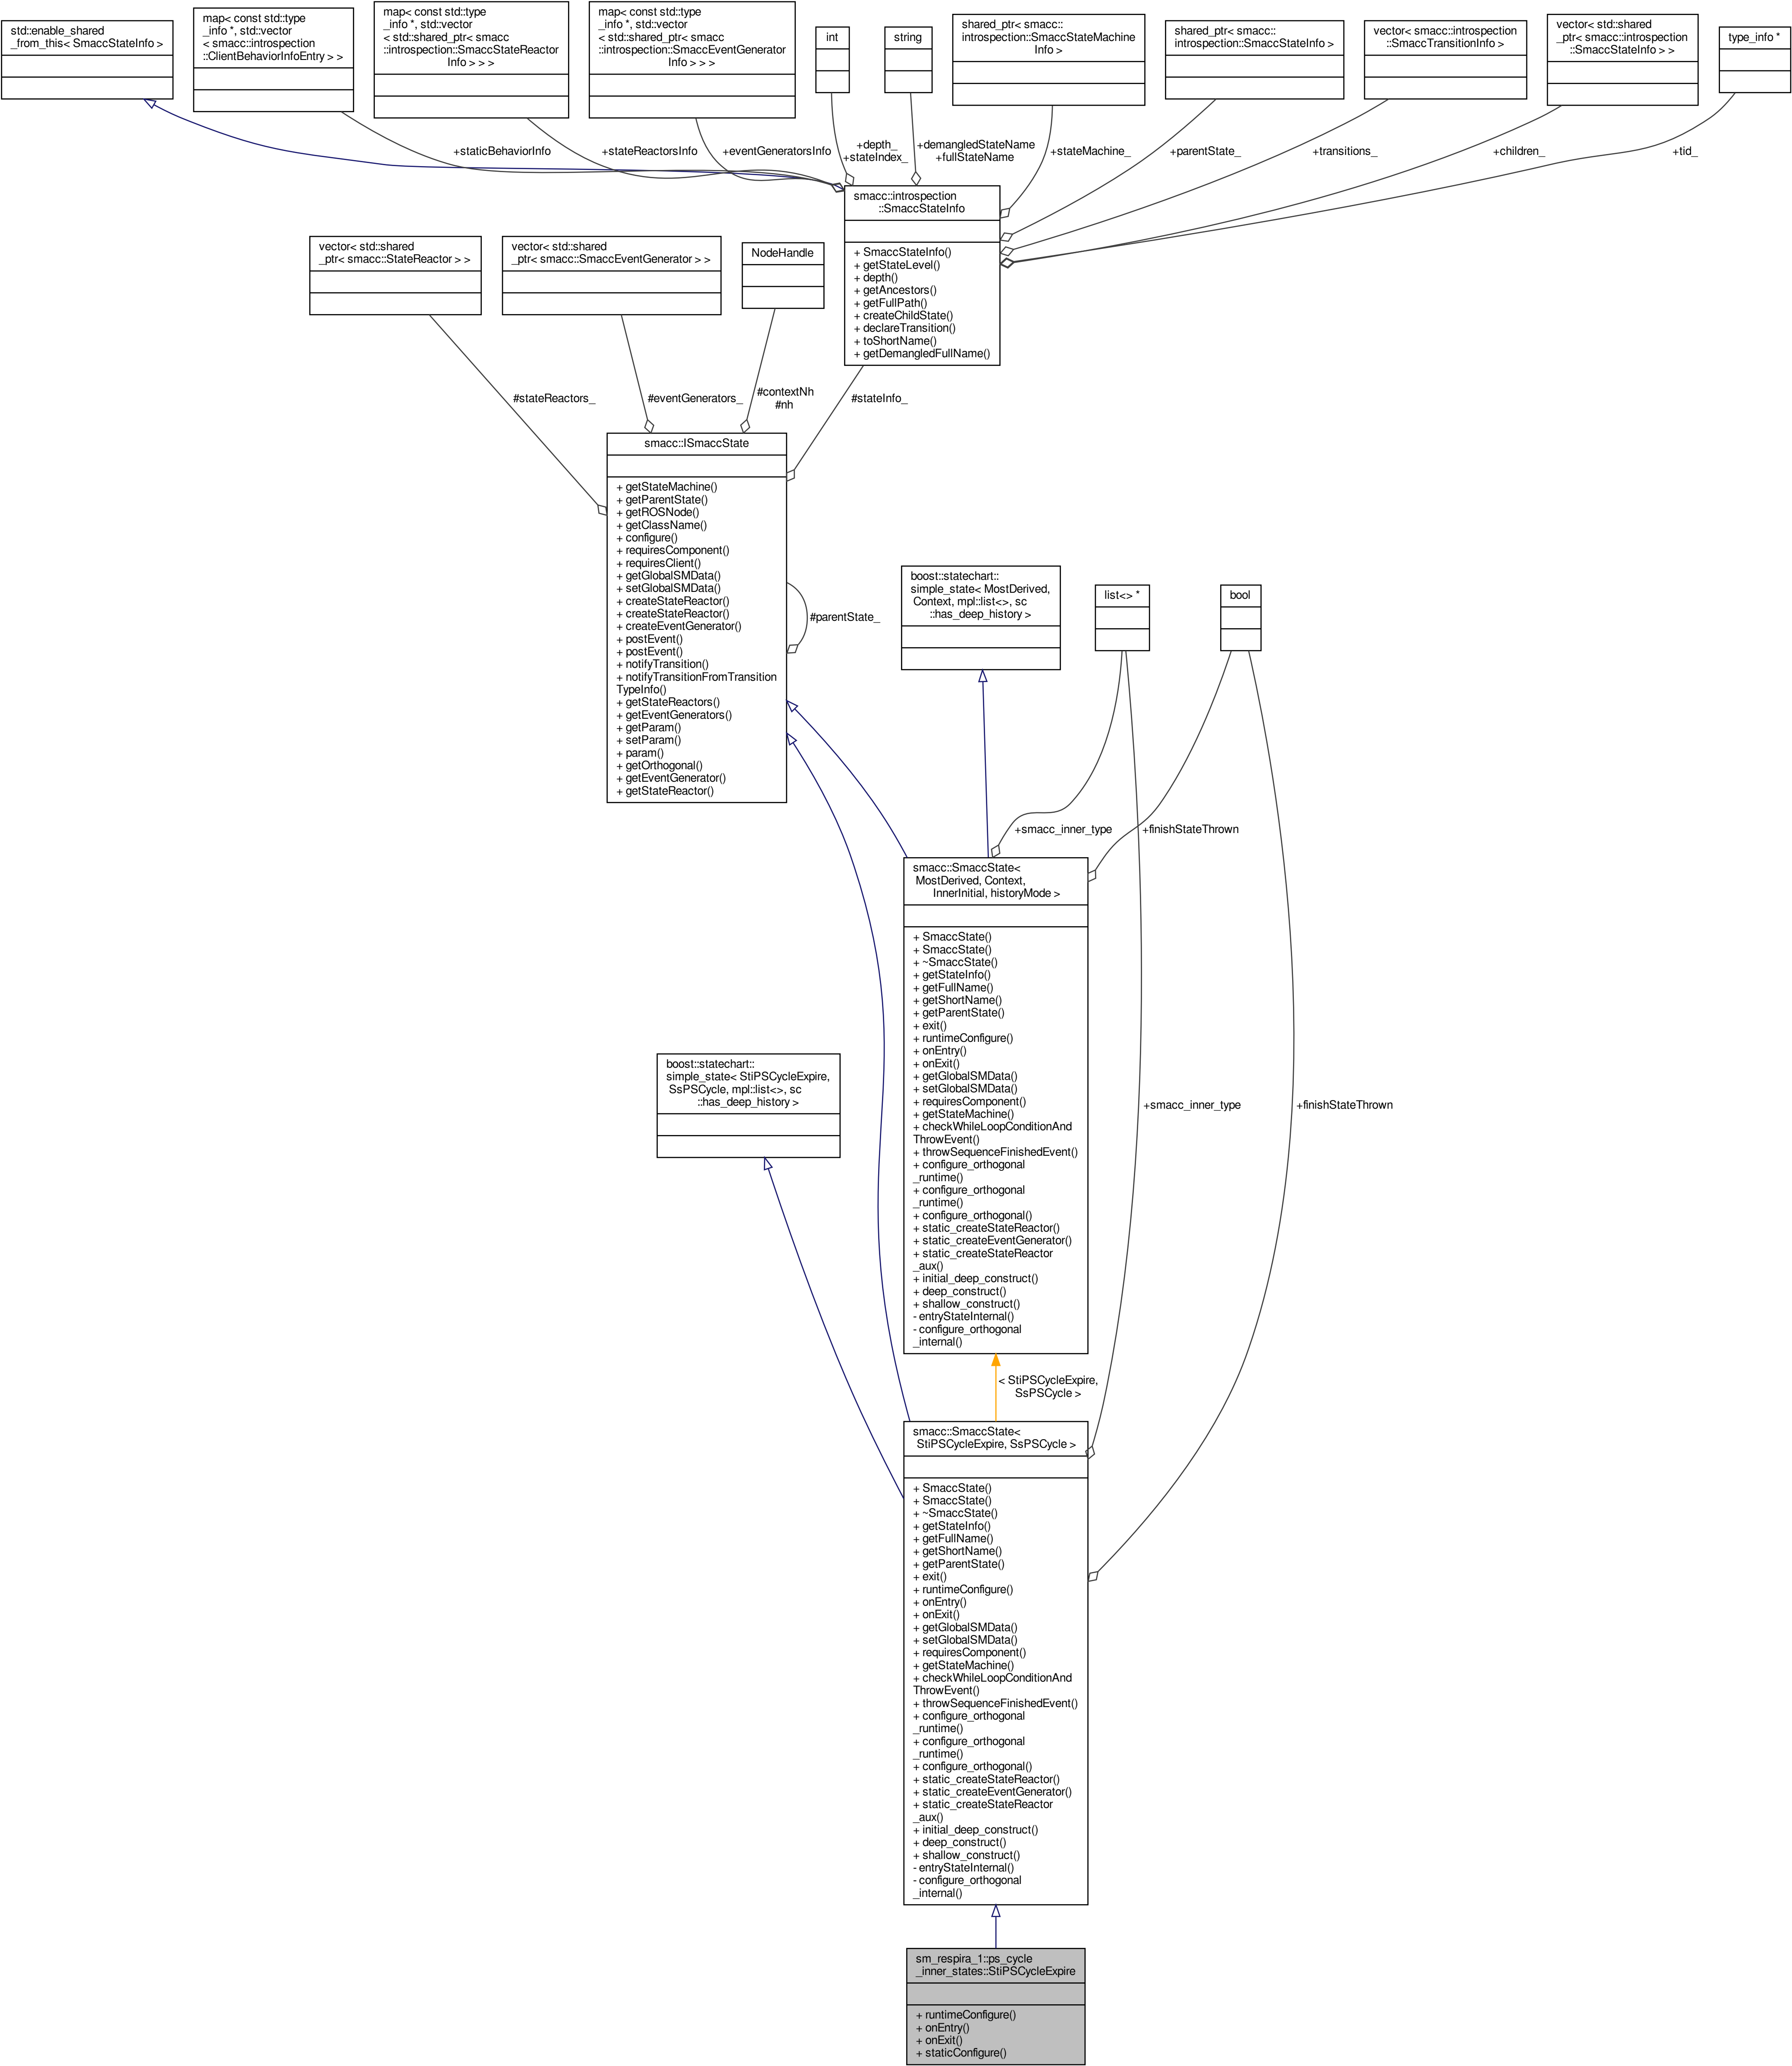 std::enable_shared
_from_this< SmaccStateInfo >
map< const std::type
_info *, std::vector
< smacc::introspection
::ClientBehaviorInfoEntry > >
map< const std::type
_info *, std::vector
< std::shared_ptr< smacc
::introspection::SmaccStateReactor
Info > > >
map< const std::type
_info *, std::vector
< std::shared_ptr< smacc
::introspection::SmaccEventGenerator
Info > > >
int
string
shared_ptr< smacc::
introspection::SmaccStateMachine
Info >
shared_ptr< smacc::
introspection::SmaccStateInfo >
vector< smacc::introspection
::SmaccTransitionInfo >
vector< std::shared
_ptr< smacc::introspection
::SmaccStateInfo > >
type_info *
+staticBehaviorInfo
+stateReactorsInfo
+eventGeneratorsInfo
+depth_
+stateIndex_
+demangledStateName
+fullStateName
+stateMachine_
+parentState_
+transitions_
+children_
+tid_
smacc::introspection
::SmaccStateInfo
+ SmaccStateInfo()
+ getStateLevel()
+ depth()
+ getAncestors()
+ getFullPath()
+ createChildState()
+ declareTransition()
+ toShortName()
+ getDemangledFullName()
vector< std::shared
_ptr< smacc::StateReactor > >
vector< std::shared
_ptr< smacc::SmaccEventGenerator > >
NodeHandle
#stateReactors_
#eventGenerators_
#contextNh
#nh
#stateInfo_
smacc::ISmaccState
+ getStateMachine()
+ getParentState()
+ getROSNode()
+ getClassName()
+ configure()
+ requiresComponent()
+ requiresClient()
+ getGlobalSMData()
+ setGlobalSMData()
+ createStateReactor()
+ createStateReactor()
+ createEventGenerator()
+ postEvent()
+ postEvent()
+ notifyTransition()
+ notifyTransitionFromTransition
TypeInfo()
+ getStateReactors()
+ getEventGenerators()
+ getParam()
+ setParam()
+ param()
+ getOrthogonal()
+ getEventGenerator()
+ getStateReactor()
#parentState_
boost::statechart::
simple_state< MostDerived,
Context, mpl::list<>, sc
::has_deep_history >
list<> *
bool
+smacc_inner_type
+finishStateThrown
smacc::SmaccState<
MostDerived, Context,
InnerInitial, historyMode >
+ SmaccState()
+ SmaccState()
+ ~SmaccState()
+ getStateInfo()
+ getFullName()
+ getShortName()
+ getParentState()
+ exit()
+ runtimeConfigure()
+ onEntry()
+ onExit()
+ getGlobalSMData()
+ setGlobalSMData()
+ requiresComponent()
+ getStateMachine()
+ checkWhileLoopConditionAnd
ThrowEvent()
+ throwSequenceFinishedEvent()
+ configure_orthogonal
_runtime()
+ configure_orthogonal
_runtime()
+ configure_orthogonal()
+ static_createStateReactor()
+ static_createEventGenerator()
+ static_createStateReactor
_aux()
+ initial_deep_construct()
+ deep_construct()
+ shallow_construct()
- entryStateInternal()
- configure_orthogonal
_internal()
boost::statechart::
simple_state< StiPSCycleExpire,
SsPSCycle, mpl::list<>, sc
::has_deep_history >
+smacc_inner_type
+finishStateThrown
< StiPSCycleExpire,
SsPSCycle >
smacc::SmaccState<
StiPSCycleExpire, SsPSCycle >
+ SmaccState()
+ SmaccState()
+ ~SmaccState()
+ getStateInfo()
+ getFullName()
+ getShortName()
+ getParentState()
+ exit()
+ runtimeConfigure()
+ onEntry()
+ onExit()
+ getGlobalSMData()
+ setGlobalSMData()
+ requiresComponent()
+ getStateMachine()
+ checkWhileLoopConditionAnd
ThrowEvent()
+ throwSequenceFinishedEvent()
+ configure_orthogonal
_runtime()
+ configure_orthogonal
_runtime()
+ configure_orthogonal()
+ static_createStateReactor()
+ static_createEventGenerator()
+ static_createStateReactor
_aux()
+ initial_deep_construct()
+ deep_construct()
+ shallow_construct()
- entryStateInternal()
- configure_orthogonal
_internal()
sm_respira_1::ps_cycle
_inner_states::StiPSCycleExpire
+ runtimeConfigure()
+ onEntry()
+ onExit()
+ staticConfigure()